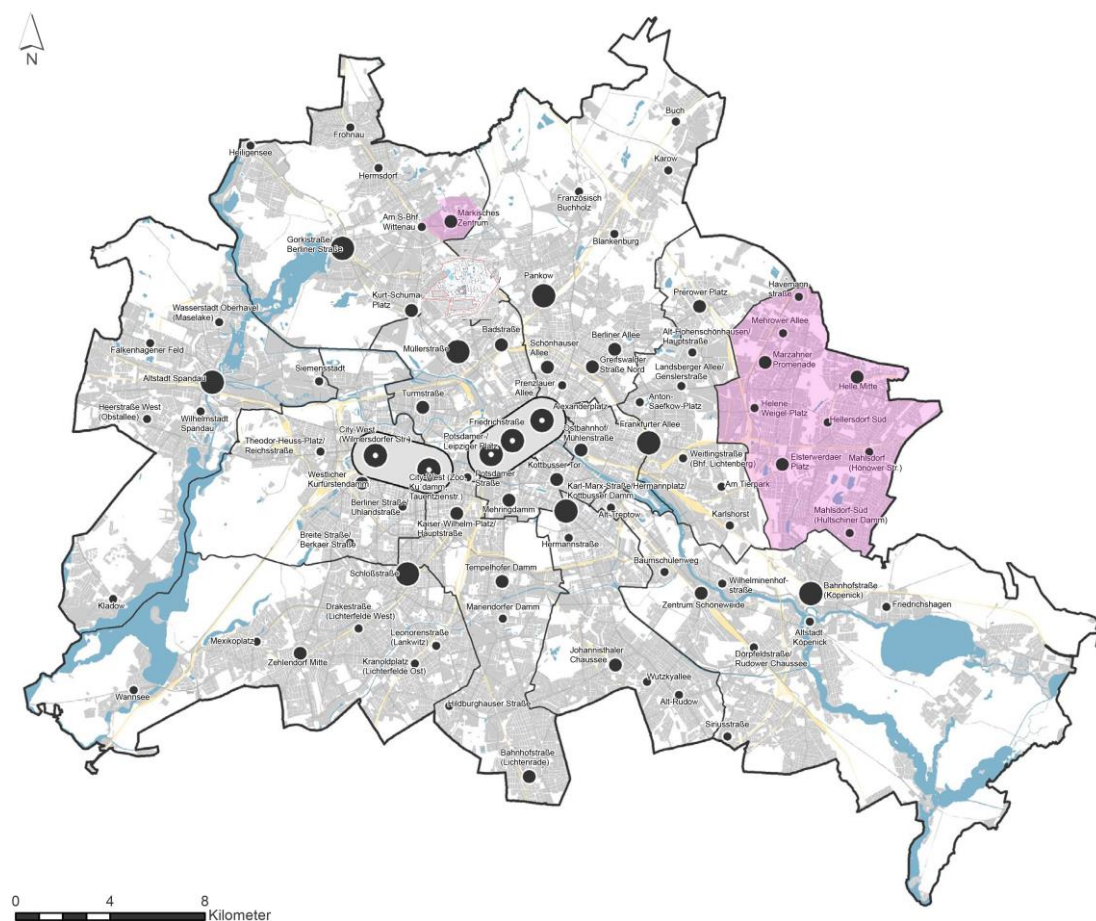 N
Buch
Frohnau
Heiligensee
Karow
Hermsdorf
Französisch
Buchholz
Am S-Bhf.
Wittenau
Märkisches
Zentrum
Blankenburg
Gorkistraße/
Berliner Straße
Pankow
Havemann-
straße
Prerower Platz
Kurt-Schuma
Platz
Wasserstadt Oberhavel
(Maselake)
Mehrower Allee
Badstraße
Alt-Hohenschönhausen/
Hauptstraße
Falkenhagener Feld
Müllerstraße
Schönhauser
Allee
Berliner Allee
Greifswalder
Straße Nord
Marzahner
Promenade
Landsberger Allee/
Genslerstraße
Helle Mitte
Siemensstadt
Altstadt Spandau
Prenzlauer
Allee
Turmstraße
Anton-
Saefkow-Platz
Helene-
Weigel-Platz
Heerstraße West
(Obstallee)
Wilhelmstadt
Spandau
Alexanderplatz
Friedrichstraße
Hellersdorf Süd
City-West
(Wilmersdorfer Str.)
Potsdamer-/
Leipziger Platz
Ostbahnhof/
Mühlenstraße
Frankfurter Allee
Theodor-Heuss-Platz/
Reichsstraße
Weitlingstraße
(Bhf. Lichtenberg)
Elsterwerdaer
Platz
Mahlsdorf
(Hönower Str.)
Westlicher
Kurfürstendamm
City-West (Zoo
Ku´damm
Tauentzienstr.)
Potsdamer
Straße
Kottbusser Tor
Karl-Marx-Straße/Hermannplatz/
Kottbusser Damm
Am Tierpark
Berliner Straße/
Uhlandstraße
Mehringdamm
Alt-Treptow
Karlshorst
Mahlsdorf-Süd
(Hultschiner Damm)
Kaiser-Wilhelm-Platz/
Hauptstraße
Breite Straße/
Berkaer Straße
Hermannstraße
Schloßstraße
Tempelhofer Damm
Baumschulenweg
Wilhelminenhof-
straße
Bahnhofstraße
(Köpenick)
Zentrum Schöneweide
Friedrichshagen
Kladow
Drakestraße
(Lichterfelde West)
Mariendorfer Damm
Altstadt
Köpenick
Mexikoplatz
Leonorenstraße
(Lankwitz)
Zehlendorf Mitte
Kranoldplatz
(Lichterfelde Ost)
Johannisthaler
Chaussee
Dörpfeldstraße/
Rudower Chaussee
Wutzkyallee
Wannsee
Alt-Rudow
Hildburghauser Straße
Siriusstraße
Bahnhofstraße
(Lichtenrade)
0 4 8
Kilometer